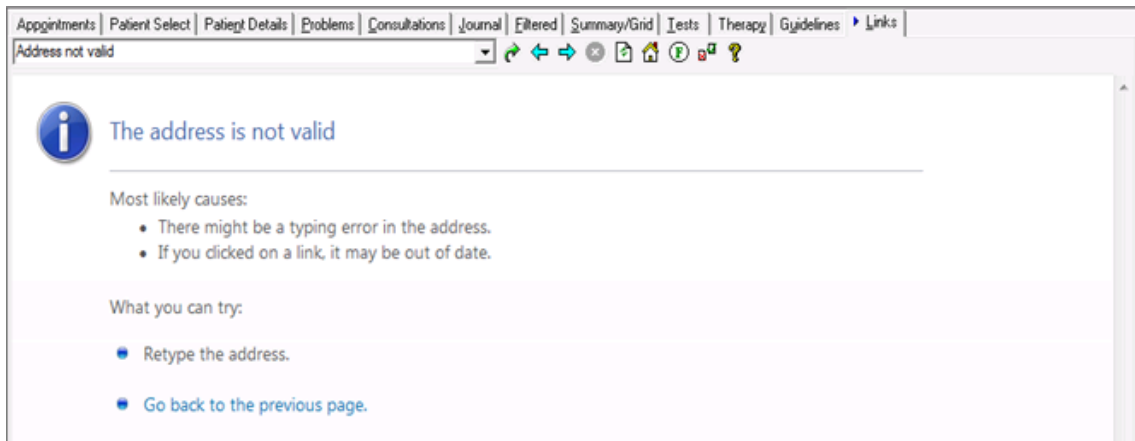 Appointments Patient Select Patient Details Problems Consultations Journal Filtered Summary/Grid Tests Therapy Guidelines Links
Address not valid
The address is not valid
Most likely causes:
• There might be a typing error in the address.
• If you clicked on a link, it may be out of date.
What you can try:
Retype the address.
Go back to the previous page.